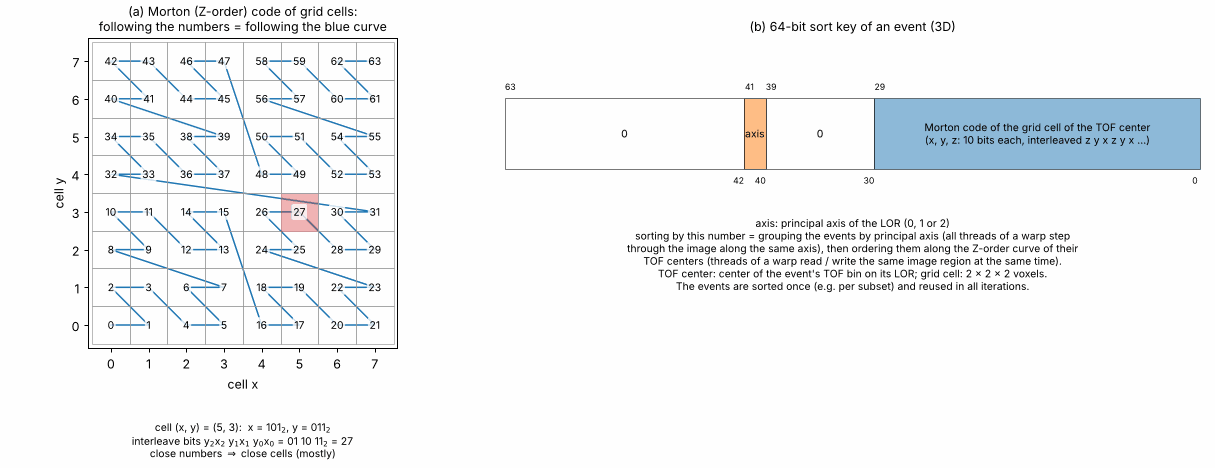 (a) Morton (Z-order) code of grid cells:
following the numbers = following the blue curve
7 42 43 46 47 58 59 62 63
6 40 41 44 45 56 57 60 61
5 34 35 38 39 50 51 54 55
4 32 33 36 37 48 49 52 53
3 10 11 14 15 26 27 30 31
2 8 9 12 13 24 25 28 29
1 2 3 6 7 18 19 22 23
0 0 1 4 5 16 17 20 21
0 1 2 3 4 5 6 7
cell y
cell x
cell (x, y) = (5, 3): x = 101₂, y = 011₂
interleave bits y₂x₂ y₁x₁ y₀x₀ = 01 10 11₂ = 27
close numbers ⇒ close cells (mostly)
(b) 64-bit sort key of an event (3D)
63 41 39 29
0 axis 0
Morton code of the grid cell of the TOF center
(x, y, z: 10 bits each, interleaved z y x z y x ...)
42 40 30 0
axis: principal axis of the LOR (0, 1 or 2)
sorting by this number = grouping the events by principal axis (all threads of a warp step
through the image along the same axis), then ordering them along the Z-order curve of their
TOF centers (threads of a warp read / write the same image region at the same time).
TOF center: center of the event's TOF bin on its LOR; grid cell: 2 × 2 × 2 voxels.
The events are sorted once (e.g. per subset) and reused in all iterations.